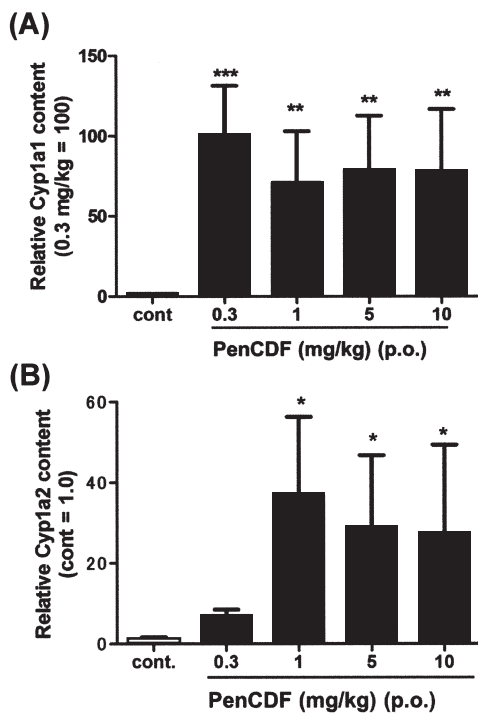 (A)
Relative Cyp1a1 content
(0.3 mg/kg = 100)
150
100
50
0
***
**
**
**
cont
0.3
1
5
10
PenCDF (mg/kg) (p.o.)
(B)
Relative Cyp1a2 content
(cont = 1.0)
60
40
20
0
*
*
*
cont.
0.3
1
5
10
PenCDF (mg/kg) (p.o.)